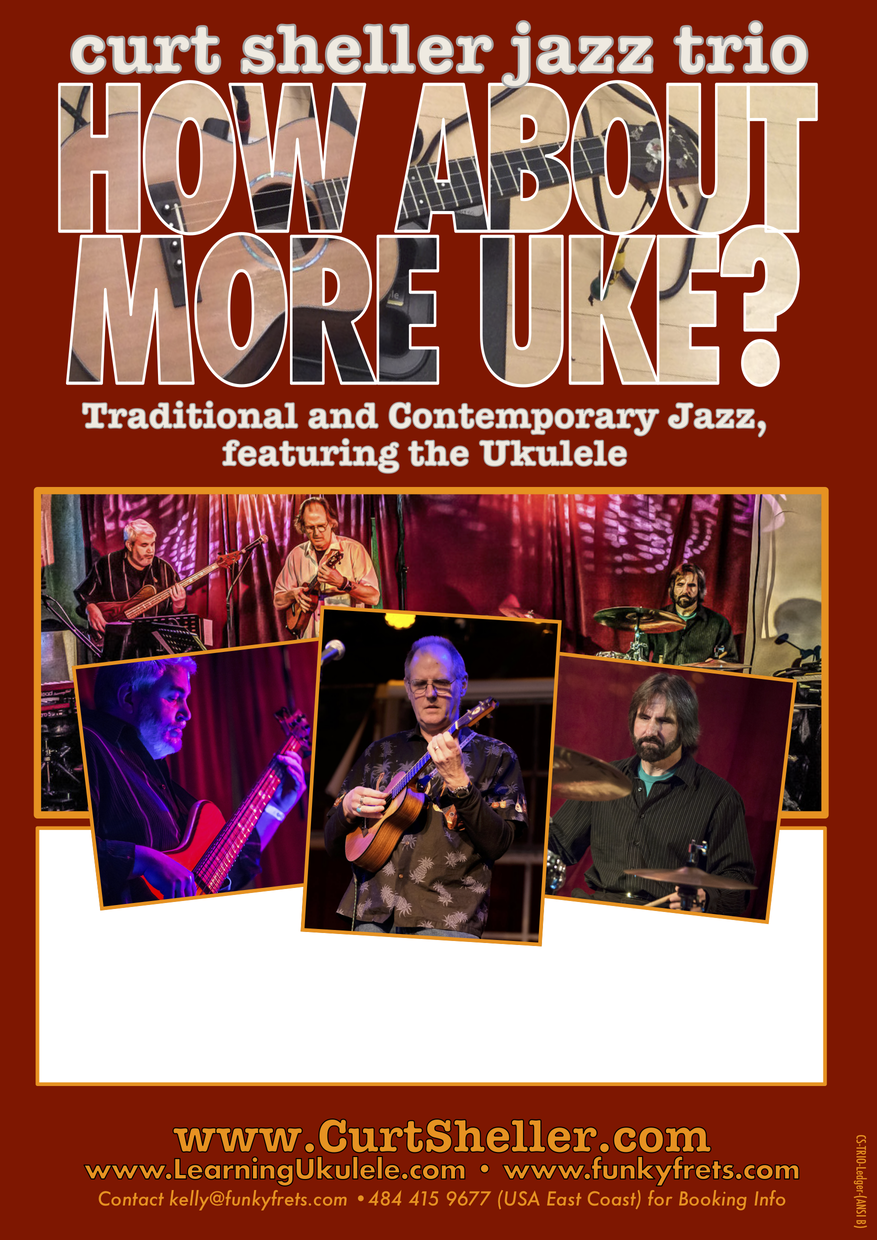 curt sheller jazz trio
HOW ABOUT
MORE UKE?
Traditional and Contemporary Jazz,
featuring the Ukulele
www.CurtSheller.com
www.LearningUkulele.com • www.funkyfrets.com
Contact kelly@funkyfrets.com • 484 415 9677 (USA East Coast) for Booking Info
CS-TRIO-Ledger-(ANSI B)